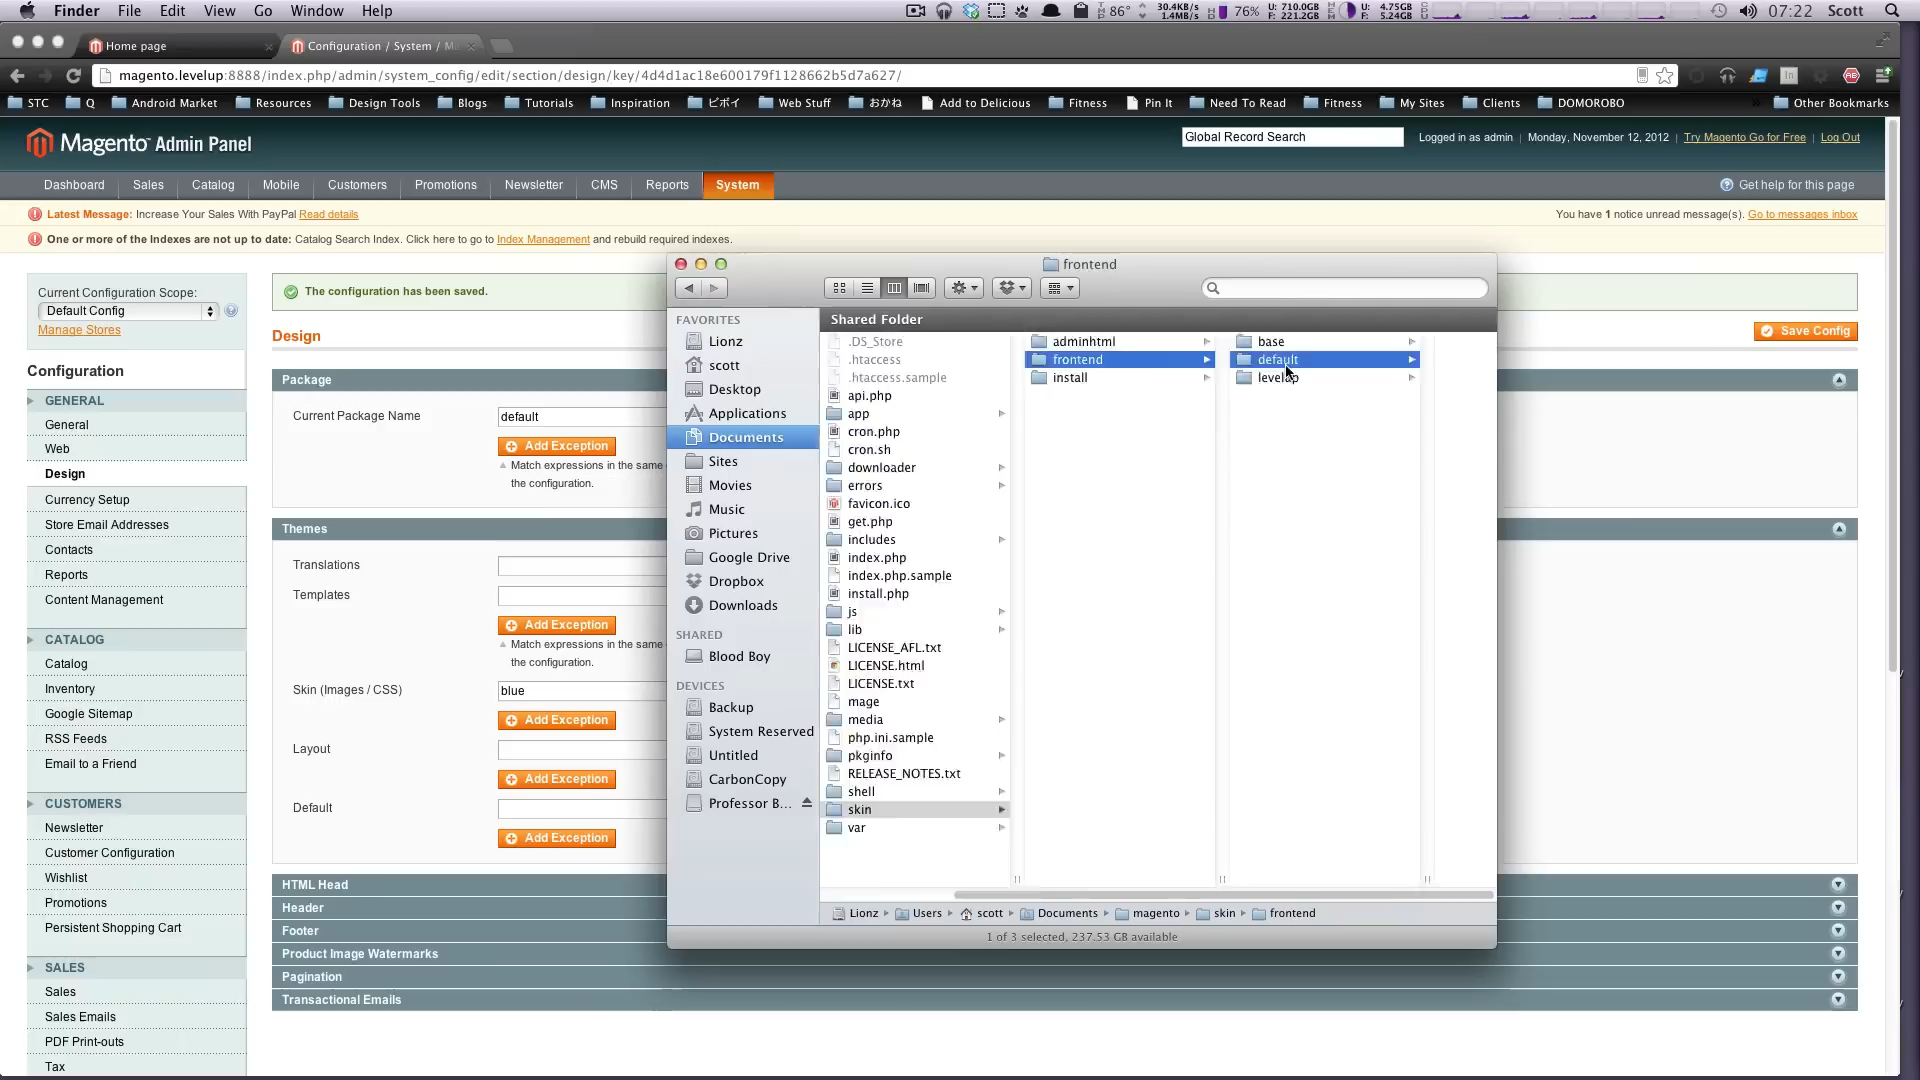 Finder File Edit View Go Window Help
86° 30.4KB/s 1.4MB/s 76% U: 710.0GB F: 221.2GB U: 4.75GB F: 5.24GB 07:22 Scott
Home page
Configuration / System / M
magento.levelup:8888/index.php/admin/system_config/edit/section/design/key/4d4d1ac18e600179f1128662b5d7a627/
STC Q Android Market Resources Design Tools Blogs Tutorials Inspiration ビボイ Web Stuff おかね Add to Delicious Fitness Pin It Need To Read Fitness My Sites Clients DOMOROBO » Other Bookmarks
Magento Admin Panel
Global Record Search
Logged in as admin | Monday, November 12, 2012 | Try Magento Go for Free | Log Out
Dashboard Sales Catalog Mobile Customers Promotions Newsletter CMS Reports System
Get help for this page
Latest Message: Increase Your Sales With PayPal Read details
You have 1 notice unread message(s). Go to messages inbox
One or more of the Indexes are not up to date: Catalog Search Index. Click here to go to Index Management and rebuild required indexes.
Current Configuration Scope:
Default Config
Manage Stores
Configuration
GENERAL
General
Web
Design
Currency Setup
Store Email Addresses
Contacts
Reports
Content Management
CATALOG
Catalog
Inventory
Google Sitemap
RSS Feeds
Email to a Friend
CUSTOMERS
Newsletter
Customer Configuration
Wishlist
Promotions
Persistent Shopping Cart
SALES
Sales
Sales Emails
PDF Print-outs
Tax
The configuration has been saved.
Design
Save Config
Package
Current Package Name
default
Add Exception
Match expressions in the same
the configuration.
Themes
Translations
Templates
Add Exception
Match expressions in the same
the configuration.
Skin (Images / CSS)
blue
Add Exception
Layout
Add Exception
Default
Add Exception
HTML Head
Header
Footer
Product Image Watermarks
Pagination
Transactional Emails
frontend
FAVORITES
Lionz
scott
Desktop
Applications
Documents
Sites
Movies
Music
Pictures
Google Drive
Dropbox
Downloads
SHARED
Blood Boy
DEVICES
Backup
System Reserved
Untitled
CarbonCopy
Professor B...
Shared Folder
.DS_Store
.htaccess
.htaccess.sample
api.php
app
cron.php
cron.sh
downloader
errors
favicon.ico
get.php
includes
index.php
index.php.sample
install.php
js
lib
LICENSE_AFL.txt
LICENSE.html
LICENSE.txt
mage
media
php.ini.sample
pkginfo
RELEASE_NOTES.txt
shell
skin
var
adminhtml
frontend
install
base
default
levelup
Lionz Users scott Documents magento skin frontend
1 of 3 selected, 237.53 GB available